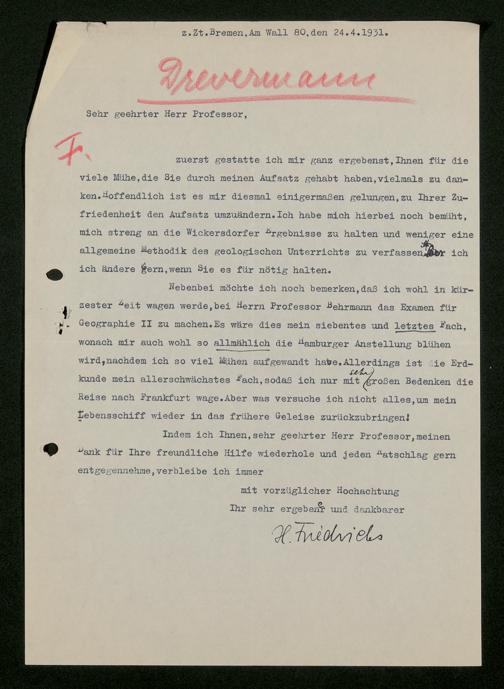 z.Zt.Bremen,Am Wall 80,den 24.4.1931.
Drevermann
Sehr geehrter Herr Professor,
F.
zuerst gestatte ich mir ganz ergebenst,Ihnen für die
viele Mühe,die Sie durch meinen Aufsatz gehabt haben,vielmals zu dan-
ken.Hoffendlich ist es mir diesmal einigermaßen gelungen,zu Ihrer Zu-
friedenheit den Aufsatz umzuändern.Ich habe mich hierbei noch bemüht,
mich streng an die Wickersdorfer Ergebnisse zu halten und weniger eine
allgemeine Methodik des geologischen Unterrichts zu verfassen. ich
ich ändere gern,wenn Sie es für nötig halten.
Nebenbei möchte ich noch bemerken,daß ich wohl in kür-
zester Zeit wagen werde,bei Herrn Professor Behrmann das Examen für
Geographie II zu machen.Es wäre dies mein siebentes und letztes Fach,
wonach mir auch wohl so allmählich die Hamburger Anstellung blühen
wird,nachdem ich so viel Mühen aufgewandt habe.Allerdings ist die Erd-
kunde mein allerschwächstes Fach,sodaß ich nur mit sehr großen Bedenken die
Reise nach Frankfurt wage.Aber was versuche ich nicht alles,um mein
Lebensschiff wieder in das frühere Geleise zurückzubringen!
Indem ich Ihnen,sehr geehrter Herr Professor,meinen
Dank für Ihre freundliche Hilfe wiederhole und jeden Ratschlag gern
entgegennehme,verbleibe ich immer
mit vorzüglicher Hochachtung
Ihr sehr ergebener und dankbarer
H. Friedrichs